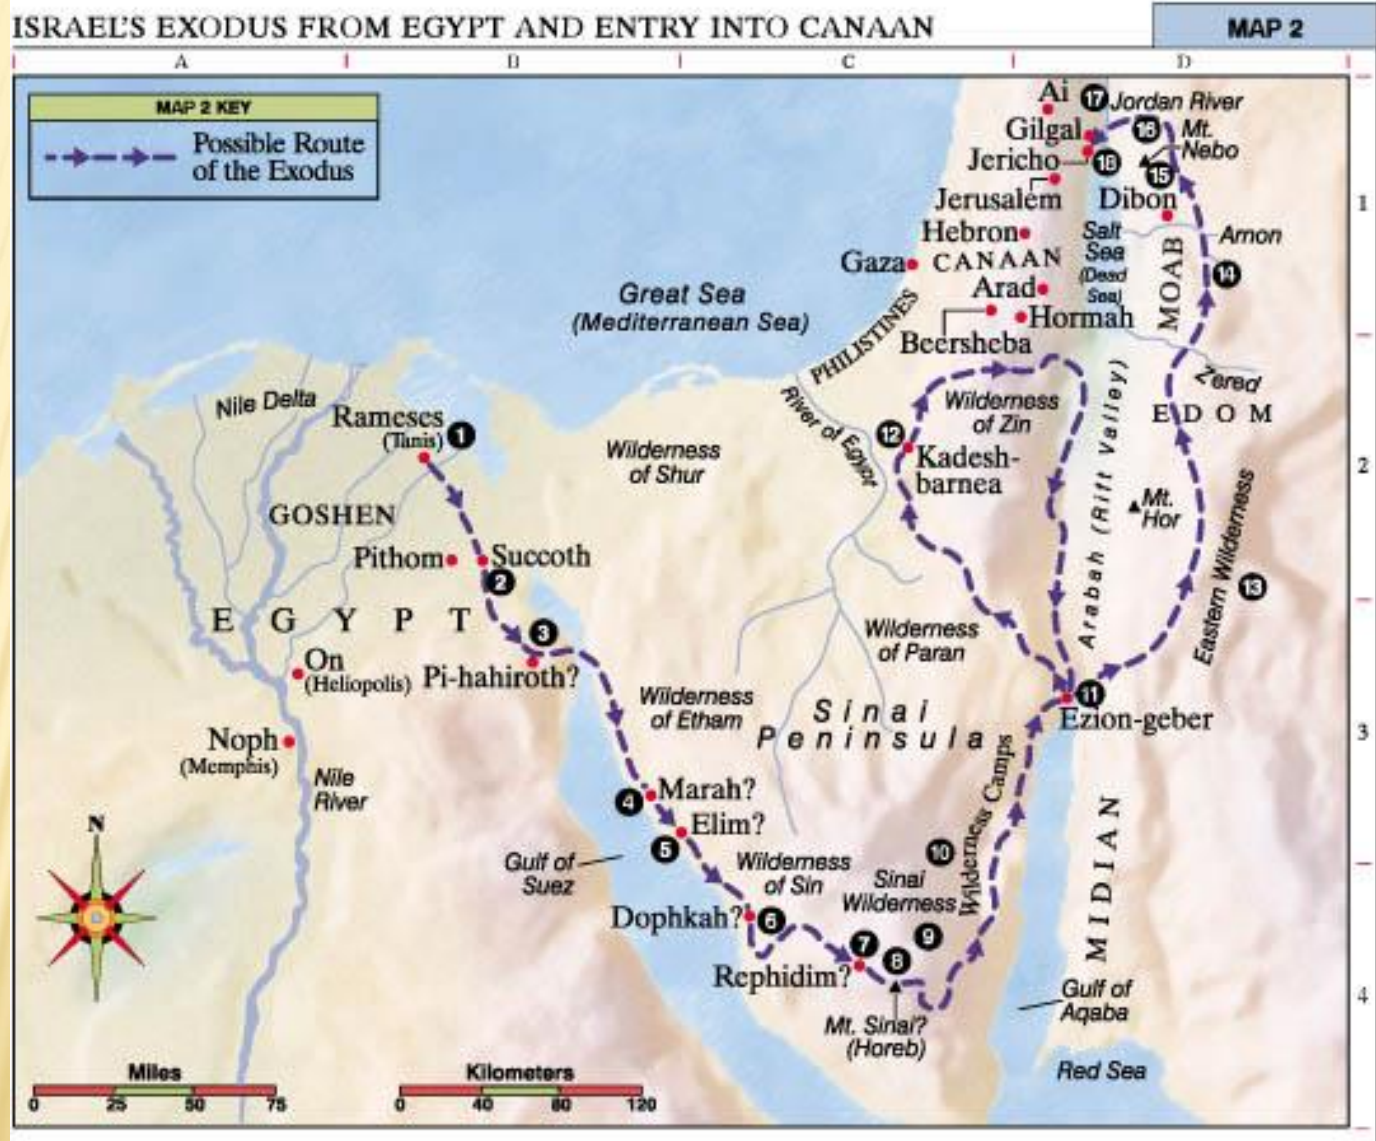 ISRAEL'S EXODUS FROM EGYPT AND ENTRY INTO CANAAN
MAP 2
A
B
C
D
MAP 2 KEY
Possible Route
of the Exodus
Ai
17
Jordan River
Gilgal
16
Mt.
Nebo
Jericho
18
15
Jerusalem
Dibon
1
Hebron
Salt
Sea
(Dead
Sea)
Arnon
Gaza
CANAAN
MOAB
14
Arad
Great Sea
(Mediterranean Sea)
Hormah
Beersheba
PHILISTINES
Zered
EDOM
Nile Delta
Rameses
(Tanis)
1
River of Egypt
Wilderness
of Zin
12
Kadesh-
barnea
Wilderness
of Shur
Arabah (Rift Valley)
2
Mt.
Hor
GOSHEN
Eastern Wilderness
13
Pithom
Succoth
2
EGYPT
3
Wilderness
of Paran
On
(Heliopolis)
Pi-hahiroth?
Wilderness
of Etham
Sinai
Peninsula
11
Ezion-geber
Noph
(Memphis)
3
Nile
River
Marah?
4
Elim?
5
Wilderness Camps
MIDIAN
N
Gulf of
Suez
Wilderness
of Sin
10
Sinai
Wilderness
Dophkah?
6
7
8
9
Rephidim?
4
Gulf of
Aqaba
Mt. Sinai?
(Horeb)
Red Sea
Miles
0 25 50 75
Kilometers
0 40 80 120